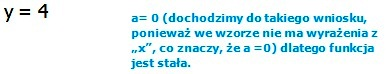 y = 4
a= 0 (dochodzimy do takiego wniosku,
ponieważ we wzorze nie ma wyrażenia z
„x”, co znaczy, że a =0) dlatego funkcja
jest stała.